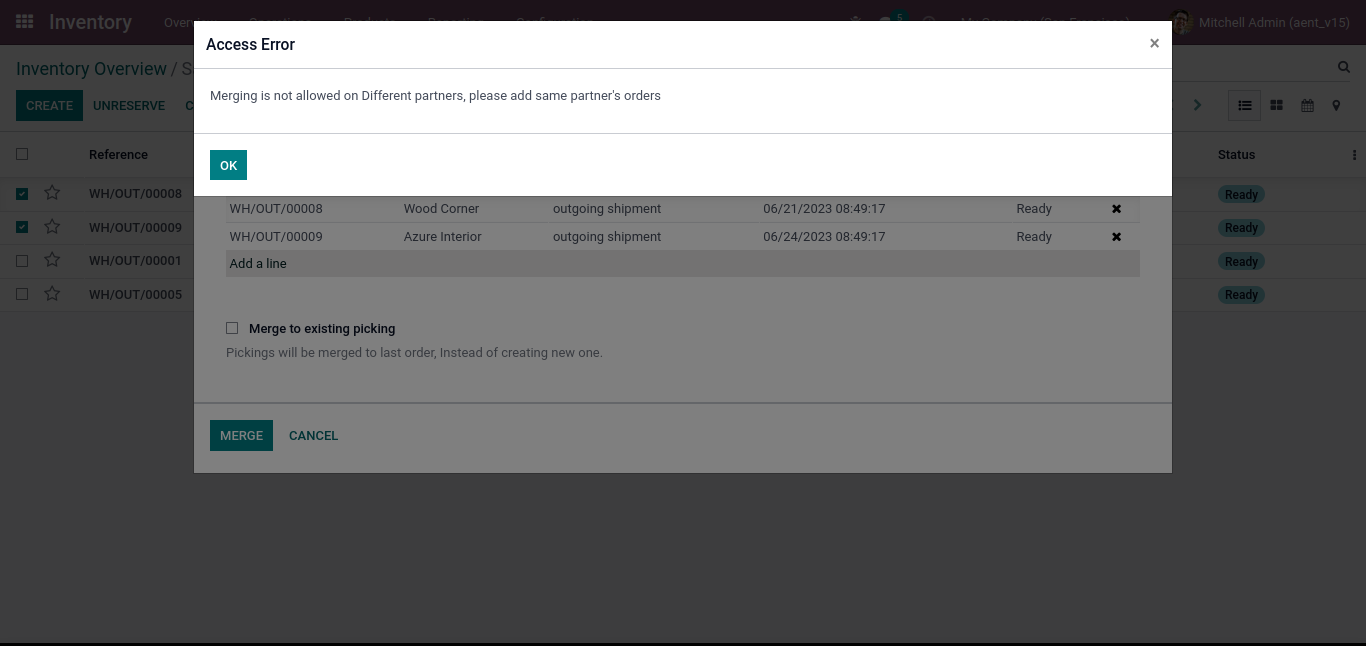 Inventory
Mitchell Admin (aent_v15)
Access Error
×
Inventory Overview / S
Merging is not allowed on Different partners, please add same partner's orders
CREATE
UNRESERVE
OK
Reference
Status
WH/OUT/00008
Ready
WH/OUT/00009
Ready
WH/OUT/00001
Ready
WH/OUT/00005
Ready
WH/OUT/00008 Wood Corner outgoing shipment 06/21/2023 08:49:17 Ready
WH/OUT/00009 Azure Interior outgoing shipment 06/24/2023 08:49:17 Ready
Add a line
Merge to existing picking
Pickings will be merged to last order, Instead of creating new one.
MERGE
CANCEL